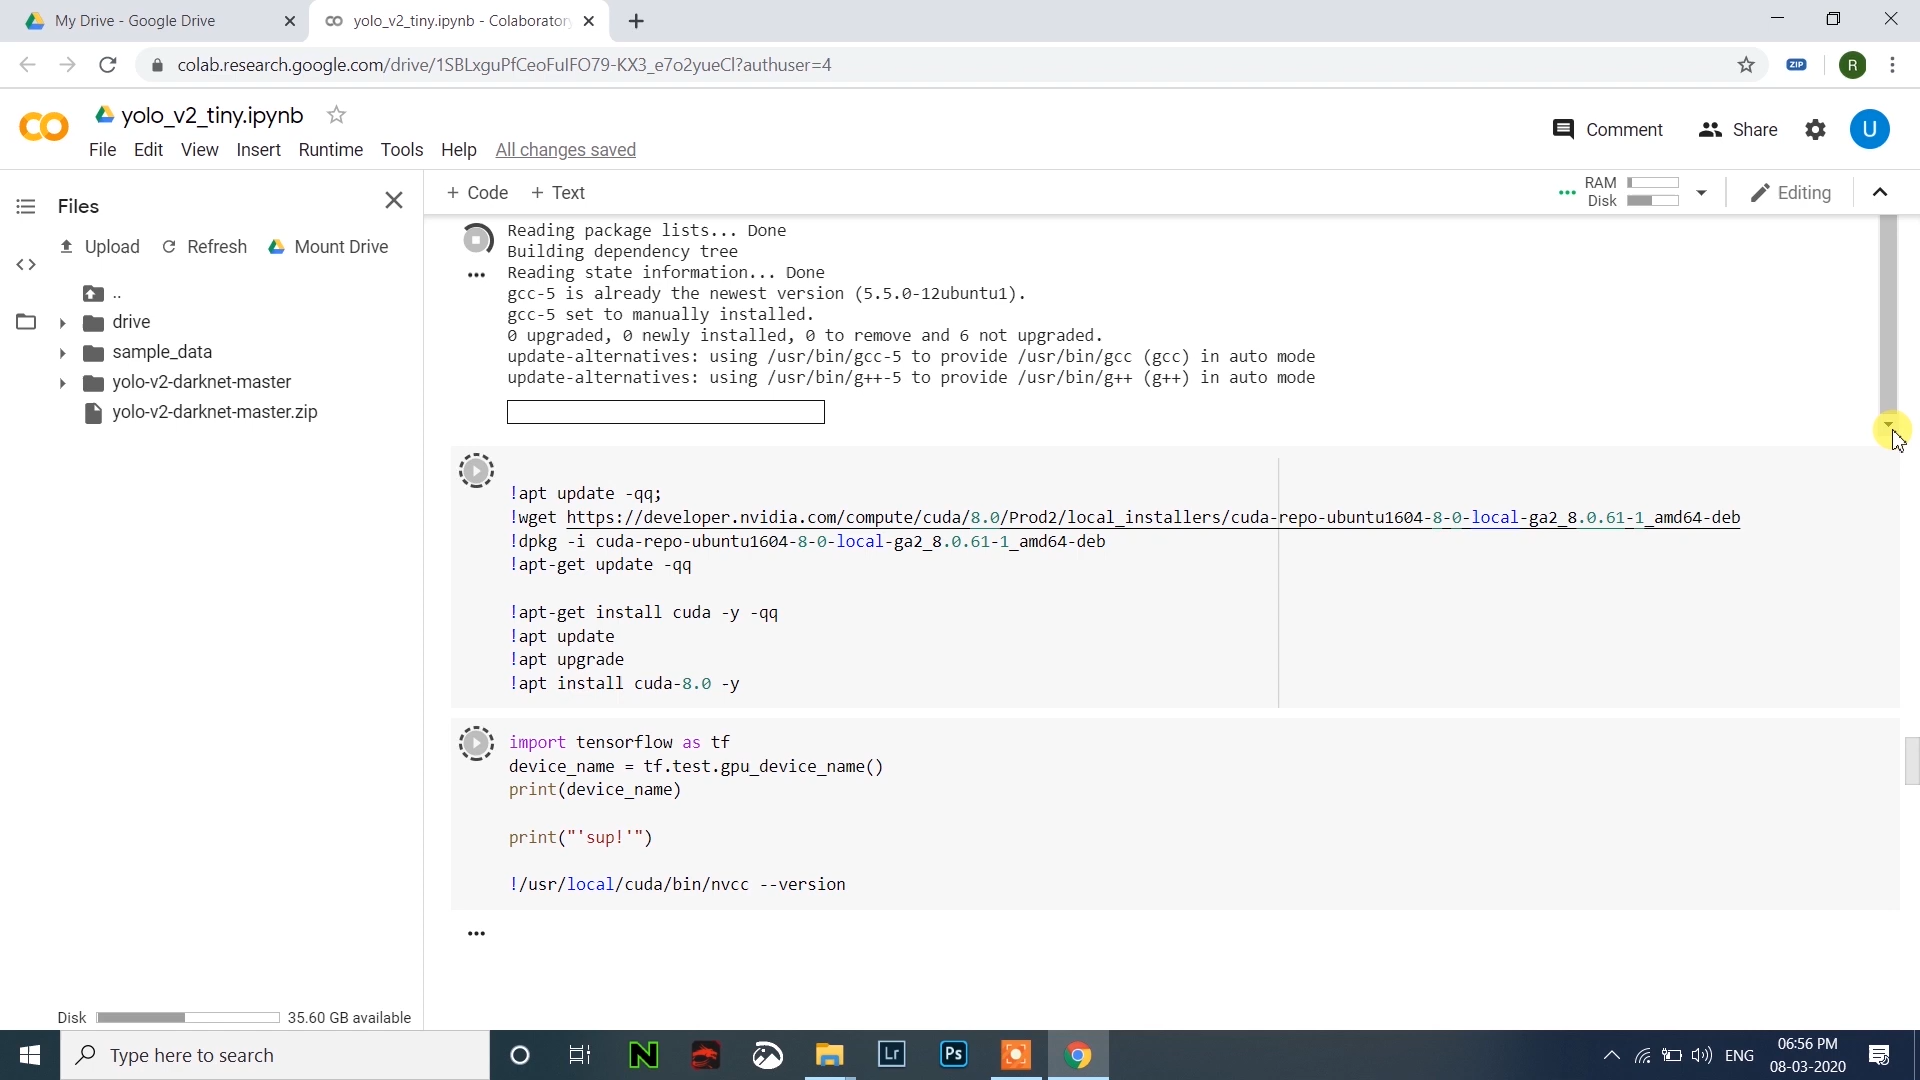 My Drive - Google Drive
yolo_v2_tiny.ipynb - Colaborator
colab.research.google.com/drive/1SBLxguPfCeoFuIFO79-KX3_e7o2yueCl?authuser=4
ZIP
R
yolo_v2_tiny.ipynb
Comment
Share
U
File Edit View Insert Runtime Tools Help All changes saved
Files
+ Code + Text
RAM
Disk
Editing
Upload Refresh Mount Drive
..
drive
sample_data
yolo-v2-darknet-master
yolo-v2-darknet-master.zip
Reading package lists... Done
Building dependency tree
Reading state information... Done
gcc-5 is already the newest version (5.5.0-12ubuntu1).
gcc-5 set to manually installed.
0 upgraded, 0 newly installed, 0 to remove and 6 not upgraded.
update-alternatives: using /usr/bin/gcc-5 to provide /usr/bin/gcc (gcc) in auto mode
update-alternatives: using /usr/bin/g++-5 to provide /usr/bin/g++ (g++) in auto mode
!apt update -qq;
!wget https://developer.nvidia.com/compute/cuda/8.0/Prod2/local_installers/cuda-repo-ubuntu1604-8-0-local-ga2_8.0.61-1_amd64-deb
!dpkg -i cuda-repo-ubuntu1604-8-0-local-ga2_8.0.61-1_amd64-deb
!apt-get update -qq
!apt-get install cuda -y -qq
!apt update
!apt upgrade
!apt install cuda-8.0 -y
import tensorflow as tf
device_name = tf.test.gpu_device_name()
print(device_name)
print("'sup!'")
!/usr/local/cuda/bin/nvcc --version
Disk 35.60 GB available
Type here to search
N
Lr
Ps
ENG
06:56 PM
08-03-2020